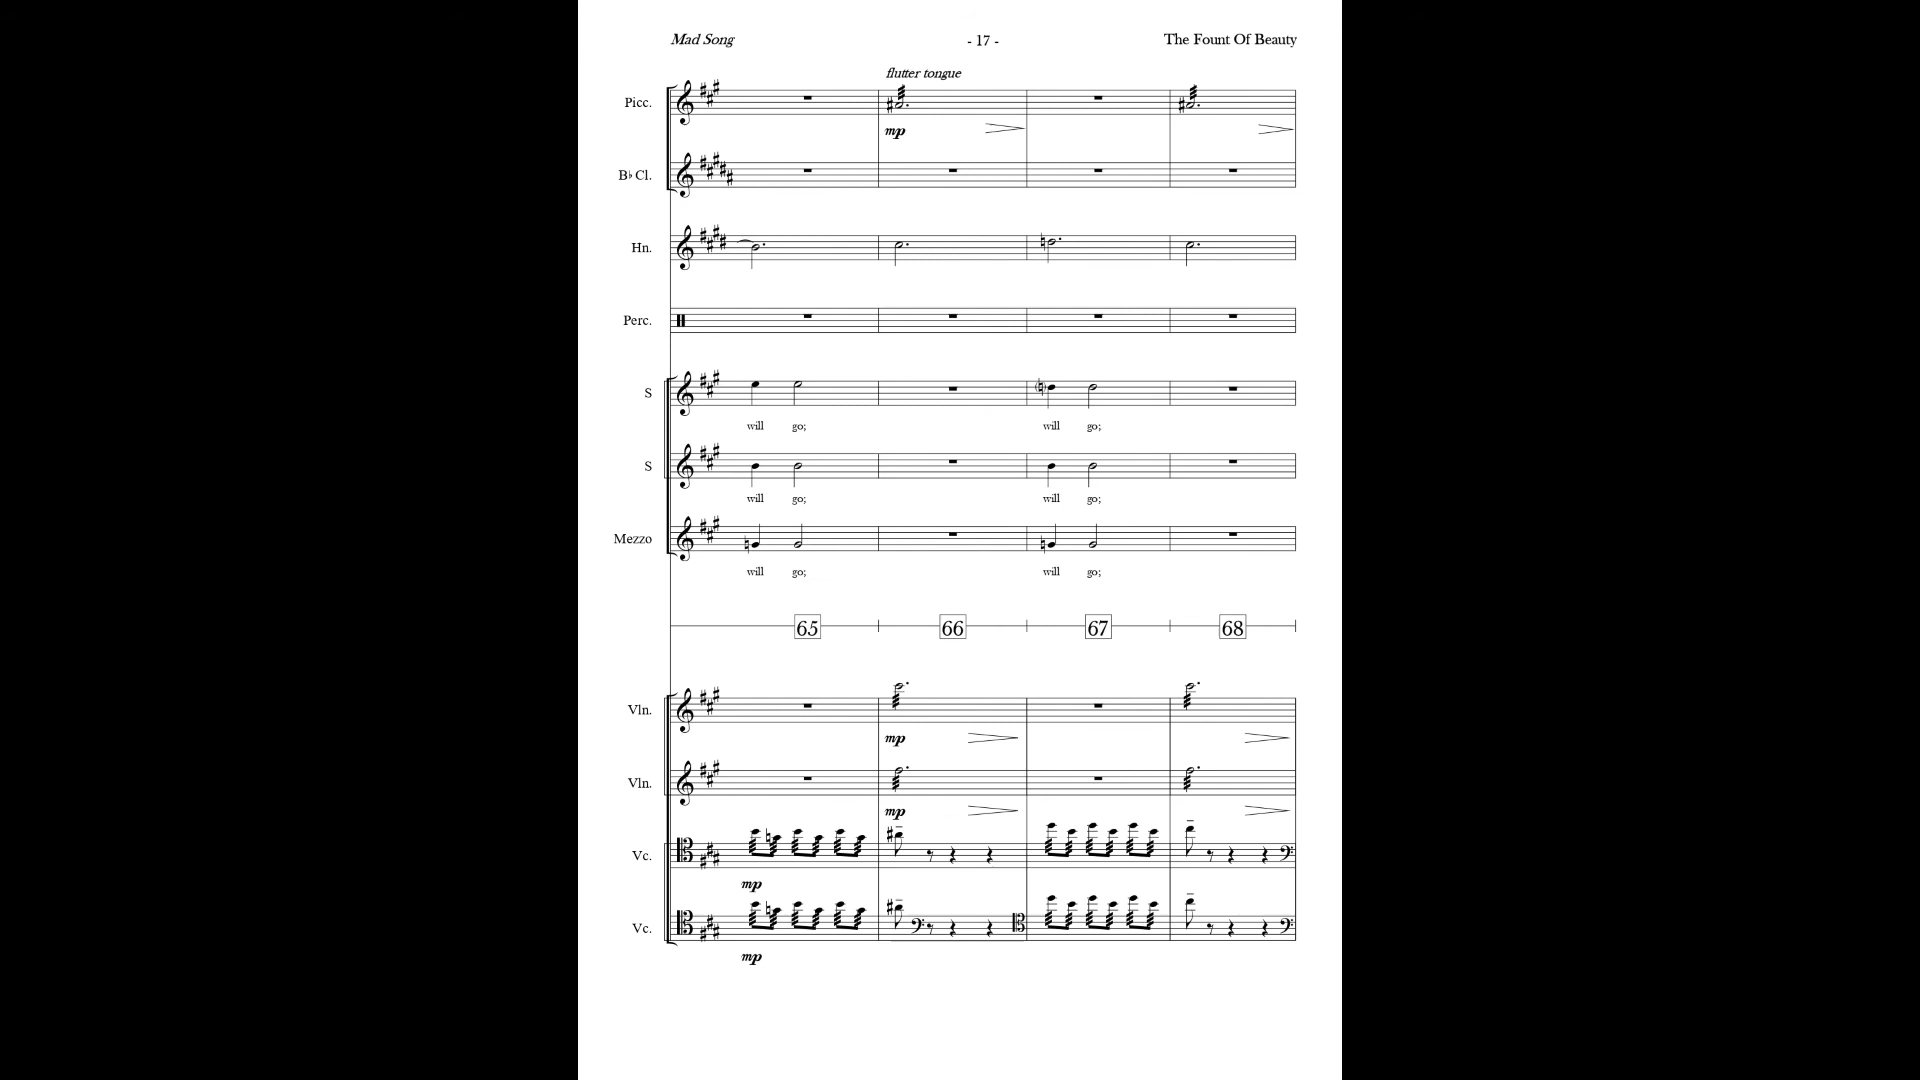 Mad Song - 17 - The Fount Of Beauty
flutter tongue
Picc.
mp
B♭ Cl.
Hn.
Perc.
S
will go; will go;
S
will go; will go;
Mezzo
will go; will go;
65 66 67 68
Vln.
mp
Vln.
mp
Vc.
mp
Vc.
mp